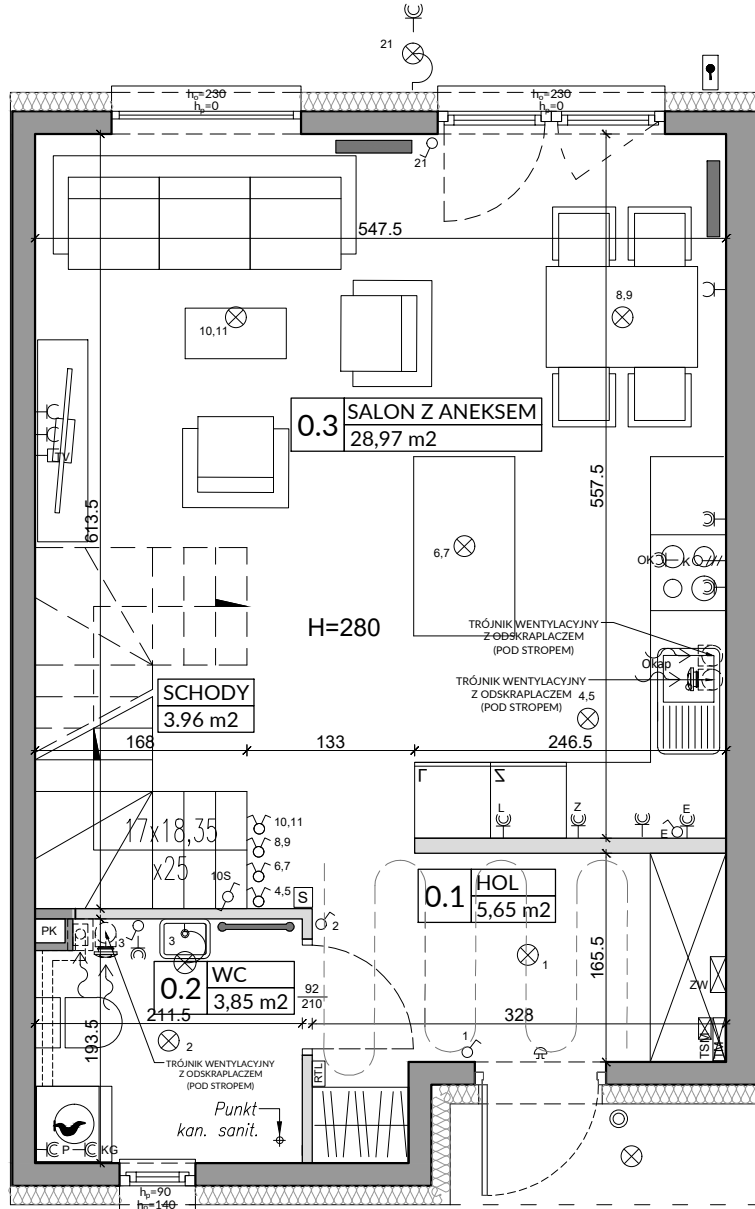 21
h₀=230
hₚ=0
h₀=230
hₚ=0
21
547.5
10,11
8,9
0.3
SALON Z ANEKSEM
28,97 m2
TV
613.5
557.5
6,7
OK
K
H=280
TRÓJNIK WENTYLACYJNY
Z ODSKRAPLACZEM
(POD STROPEM)
Okap
TRÓJNIK WENTYLACYJNY
Z ODSKRAPLACZEM
(POD STROPEM)
4,5
SCHODY
3.96 m2
168
133
246.5
L
Z
L
Z
E
E
17x18,35
x25
10,11
8,9
6,7
4,5
10S
S
0.1
HOL
5,65 m2
PK
3
3
2
1
165.5
ZW
0.2
WC
3,85 m2
92
210
211.5
328
193.5
2
1
TSM
TM
TRÓJNIK WENTYLACYJNY
Z ODSKRAPLACZEM
(POD STROPEM)
RTL
Punkt
kan. sanit.
P
KG
hₚ=90
h₀=140